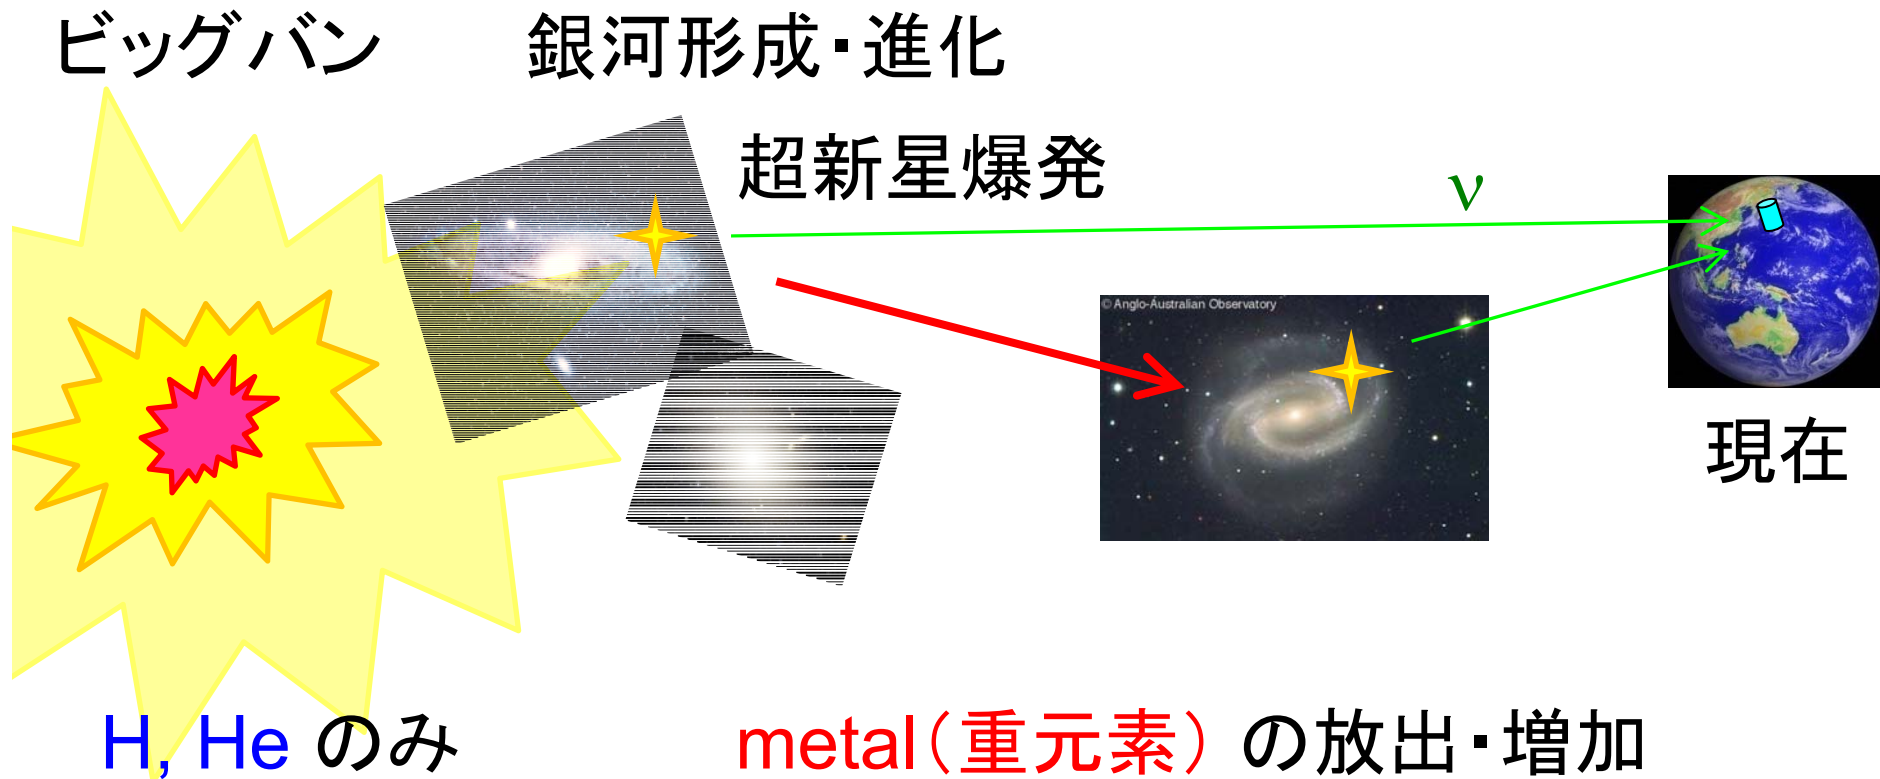 ビッグバン
銀河形成・進化
超新星爆発
ν
© Anglo-Australian Observatory
現在
H, He のみ
metal（重元素）の放出・増加